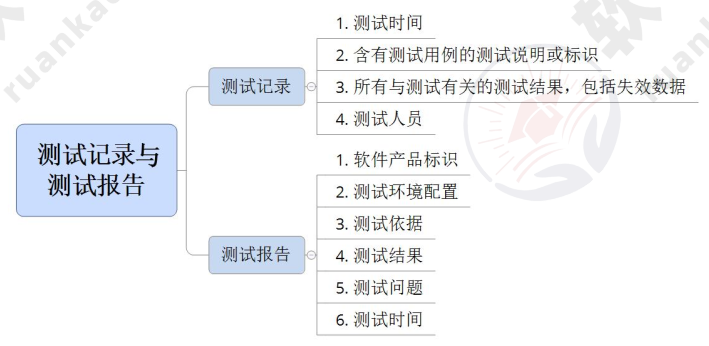 1. 测试时间
2. 含有测试用例的测试说明或标识
测试记录
3. 所有与测试有关的测试结果，包括失效数据
4. 测试人员
测试记录与
测试报告
1. 软件产品标识
2. 测试环境配置
3. 测试依据
测试报告
4. 测试结果
5. 测试问题
6. 测试时间